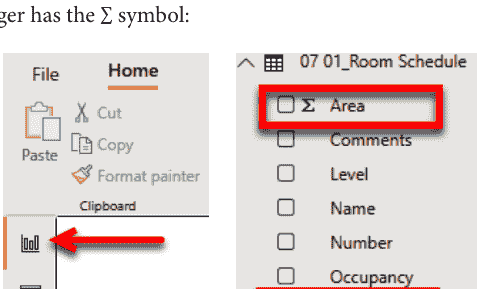 ger has the Σ symbol:
File Home
Cut
Copy
Paste
Format painter
Clipboard
07 01_Room Schedule
Σ Area
Comments
Level
Name
Number
Occupancy